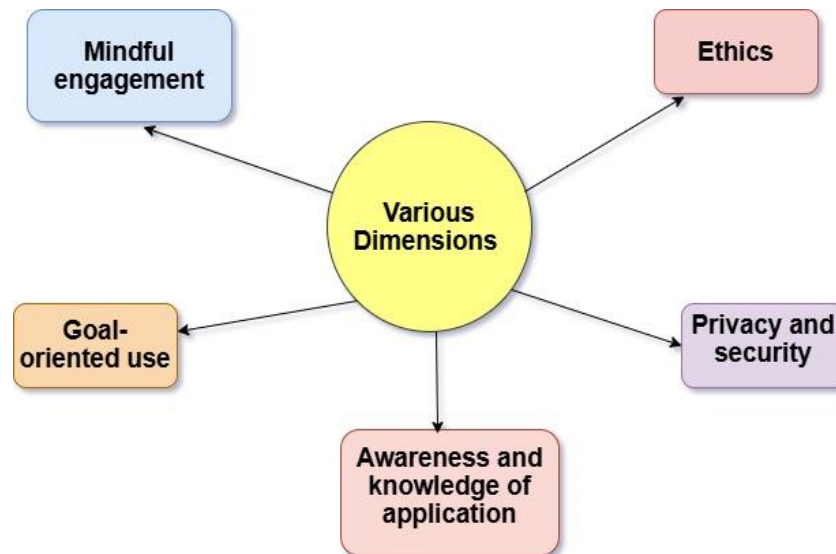 Mindful
engagement
Ethics
Various
Dimensions
Goal-
oriented use
Privacy and
security
Awareness and
knowledge of
application